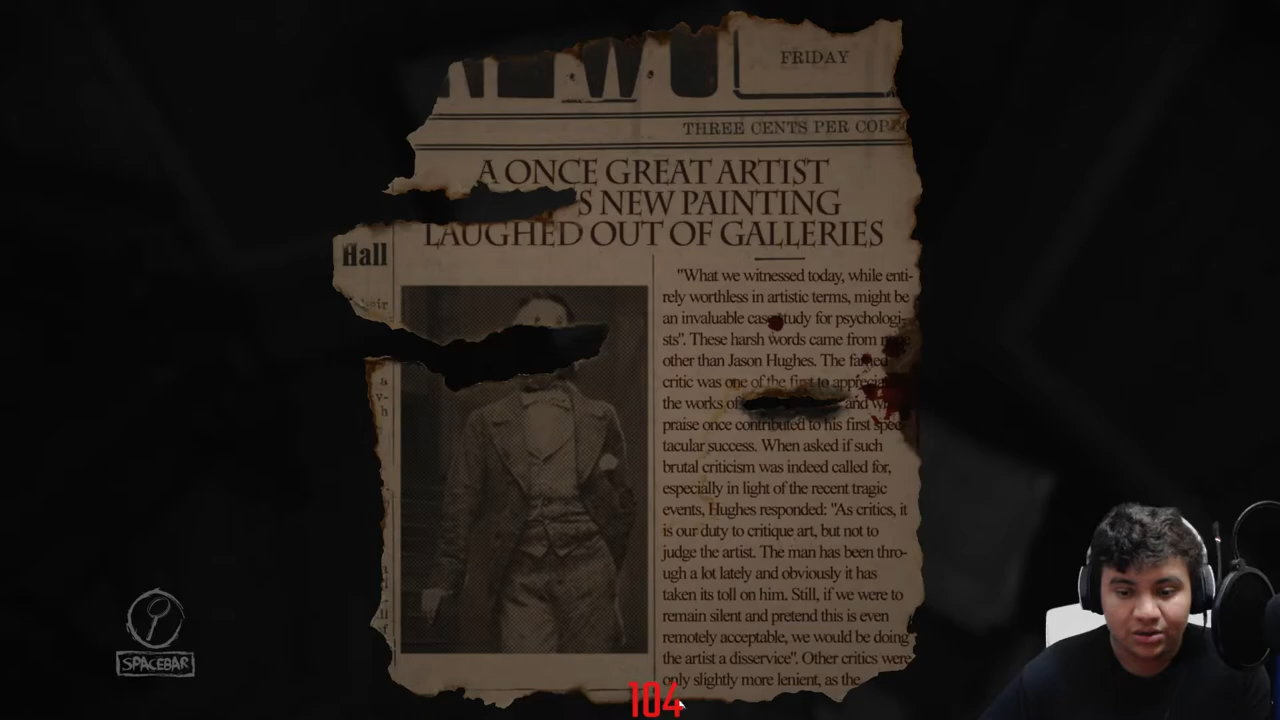 FRIDAY
THREE CENTS PER COP
A ONCE GREAT ARTIST
'S NEW PAINTING
LAUGHED OUT OF GALLERIES
Hall
"What we witnessed today, while enti-
rely worthless in artistic terms, might be
an invaluable case study for psychologi-
sts". These harsh words came from none
other than Jason Hughes. The famed
critic was one of the first to apprecia
the works of and
praise once contributed to his first spec-
tacular success. When asked if such
brutal criticism was indeed called for,
especially in light of the recent tragic
events, Hughes responded: "As critics, it
is our duty to critique art, but not to
judge the artist. The man has been thro-
ugh a lot lately and obviously it has
taken its toll on him. Still, if we were to
remain silent and pretend this is even
remotely acceptable, we would be doing
the artist a disservice". Other critics were
only slightly more lenient, as the
SPACEBAR
104